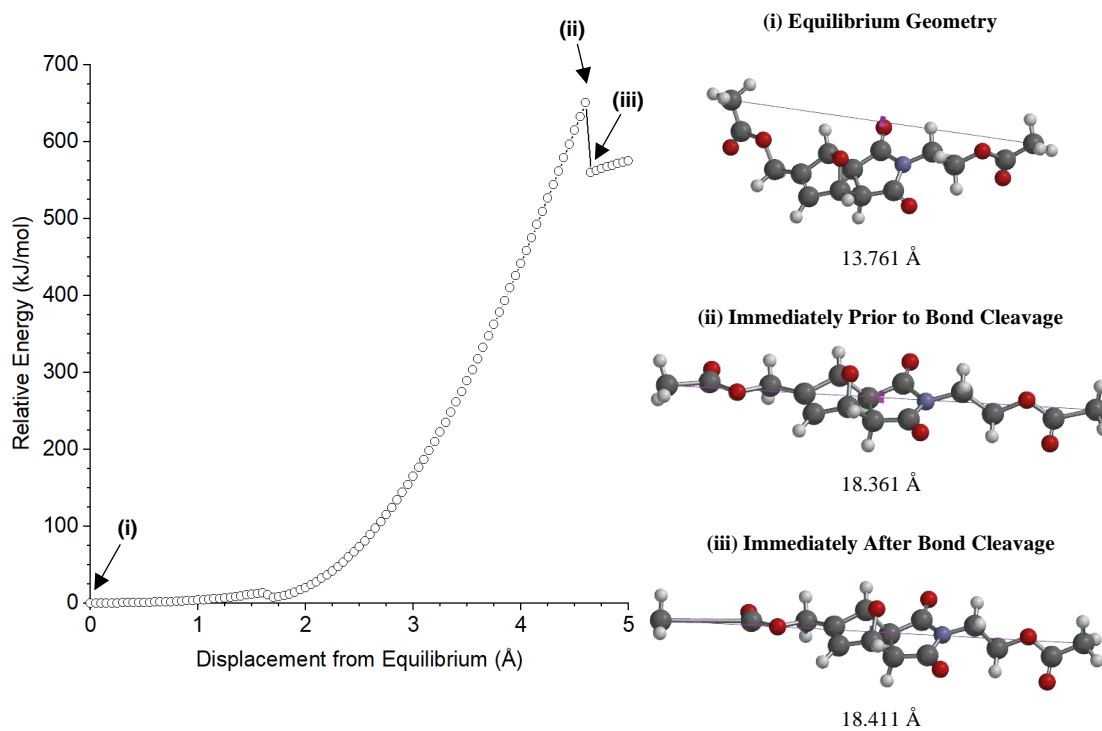 (ii)
(iii)
(i)
700
600
500
400
300
200
100
0
0
1
2
3
4
5
Relative Energy (kJ/mol)
Displacement from Equilibrium (Å)
(i) Equilibrium Geometry
13.761 Å
(ii) Immediately Prior to Bond Cleavage
18.361 Å
(iii) Immediately After Bond Cleavage
18.411 Å